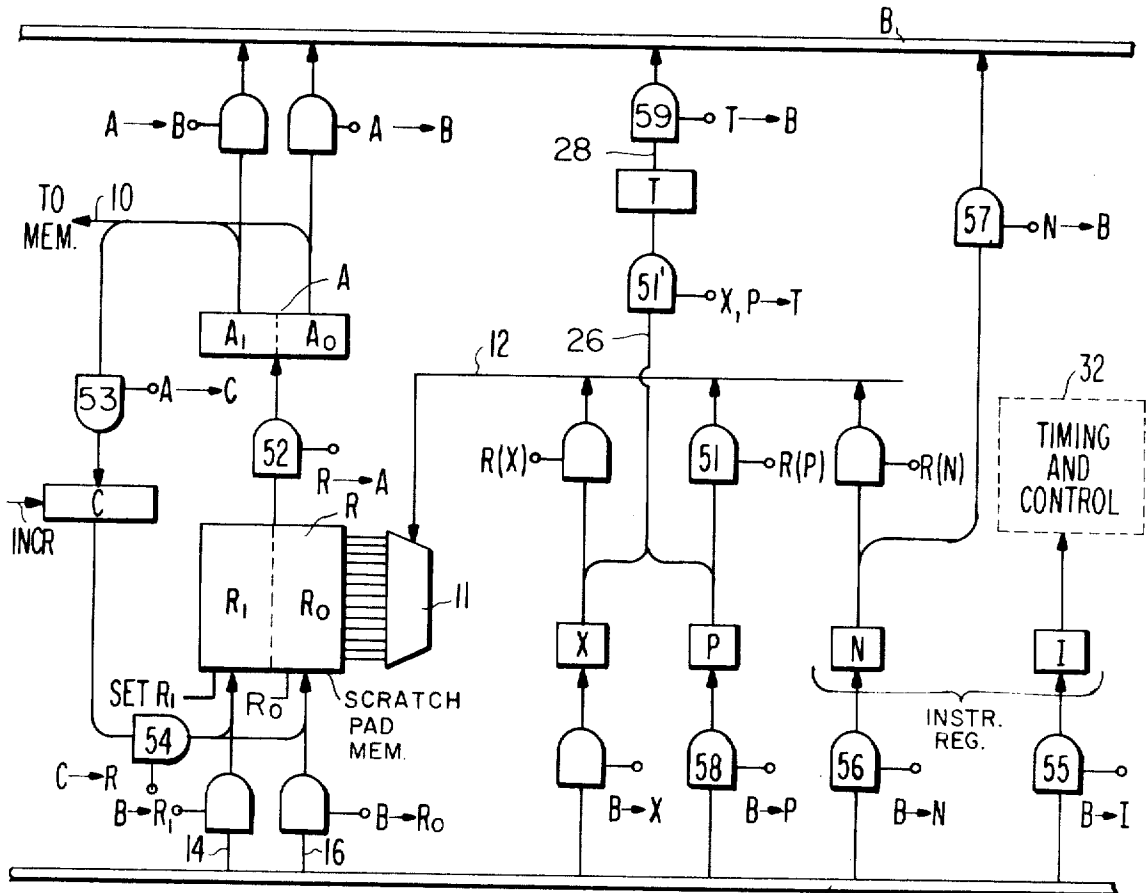 B
A→B
A→B
59
T→B
28
T
57
N→B
TO
MEM.
10
51'
X, P→T
26
A
A₁
A₀
12
53
A→C
52
R→A
R(X)
51
R(P)
R(N)
32
TIMING
AND
CONTROL
C
INCR
R
R₁
R₀
11
X
P
N
I
SET R₁
R₀
SCRATCH
PAD
MEM.
INSTR.
REG.
54
C→R
B→R₁
B→R₀
58
56
55
B→X
B→P
B→N
B→I
14
16